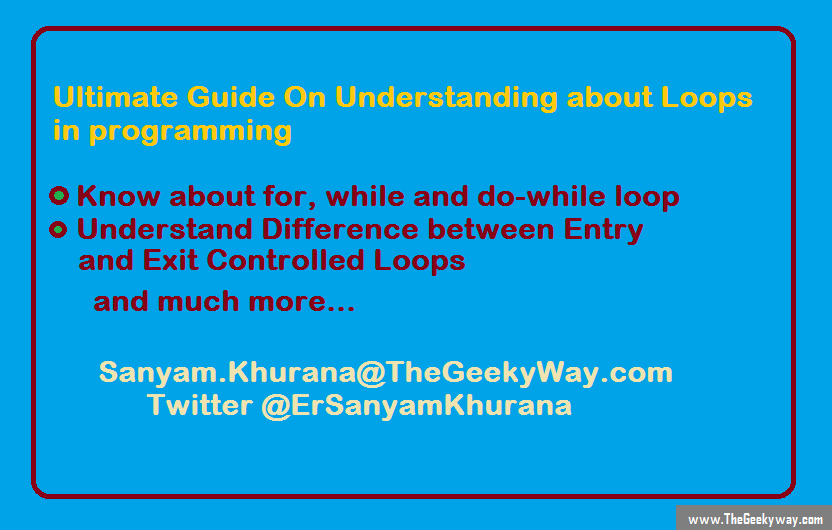 Ultimate Guide On Understanding about Loops
in programming
Know about for, while and do-while loop
Understand Difference between Entry
and Exit Controlled Loops
and much more...
Sanyam.Khurana@TheGeekyWay.com
Twitter @ErSanyamKhurana
www.TheGeekyway.com